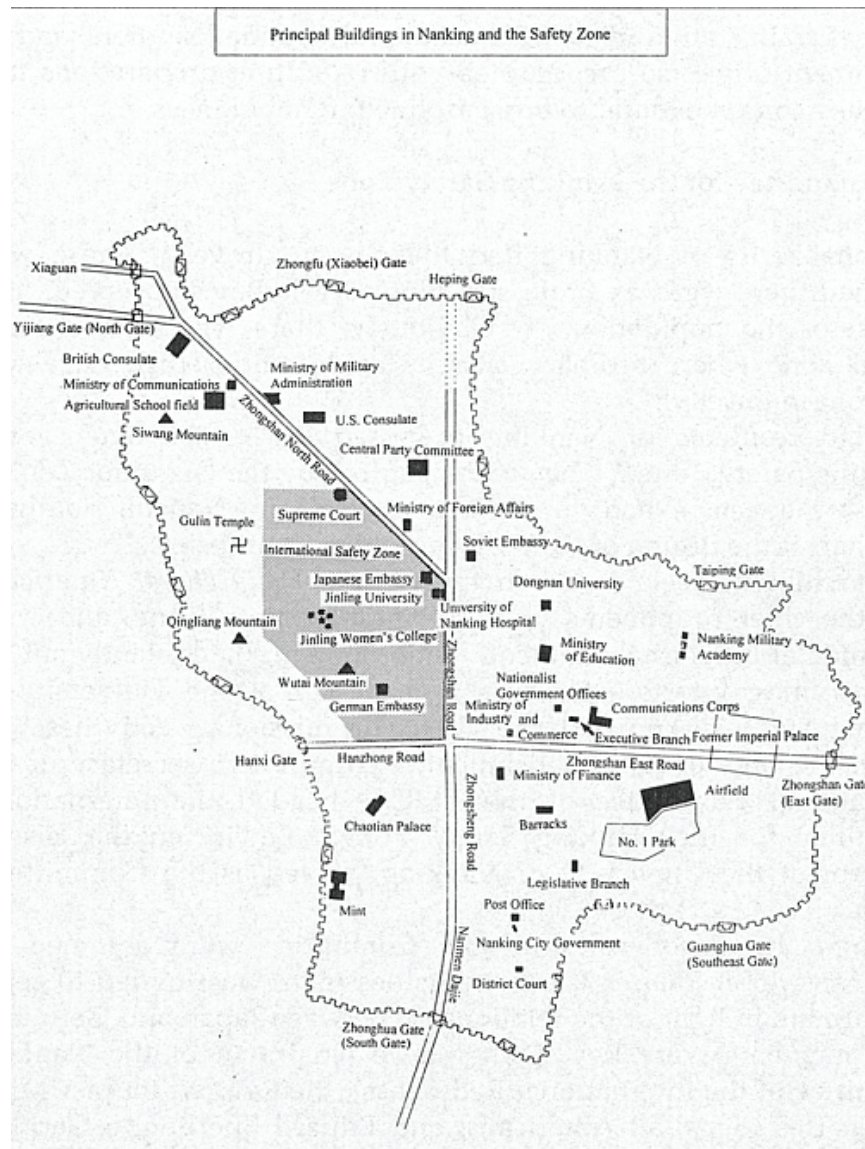 Principal Buildings in Nanking and the Safety Zone
Zhongfu (Xiaobei) Gate
Heping Gate
Xiaguan
Yijiang Gate (North Gate)
British Consulate
Ministry of Communications
Ministry of Military
Administration
Agricultural School field
U.S. Consulate
Siwang Mountain
Zhongshan North Road
Central Party Committee
Supreme Court
Ministry of Foreign Affairs
Gulin Temple
卐
International Safety Zone
Soviet Embassy
Taiping Gate
Japanese Embassy
Dongnan University
Jinling University
University of
Nanking Hospital
Qingliang Mountain
Jinling Women's College
Ministry
of Education
Nanking Military
Academy
Zhongshan Road
Wutai Mountain
Nationalist
Government Offices
German Embassy
Ministry of
Industry and
Commerce
Communications Corps
Executive Branch
Former Imperial Palace
Hanxi Gate
Hanzhong Road
Zhongshan East Road
Zhongshan Gate
(East Gate)
Ministry of Finance
Airfield
Zhongsheng Road
Chaotian Palace
Barracks
No. 1 Park
Legislative Branch
Mint
Post Office
Nanking City Government
Guanghua Gate
(Southeast Gate)
Nanmen Dajie
District Court
Zhonghua Gate
(South Gate)